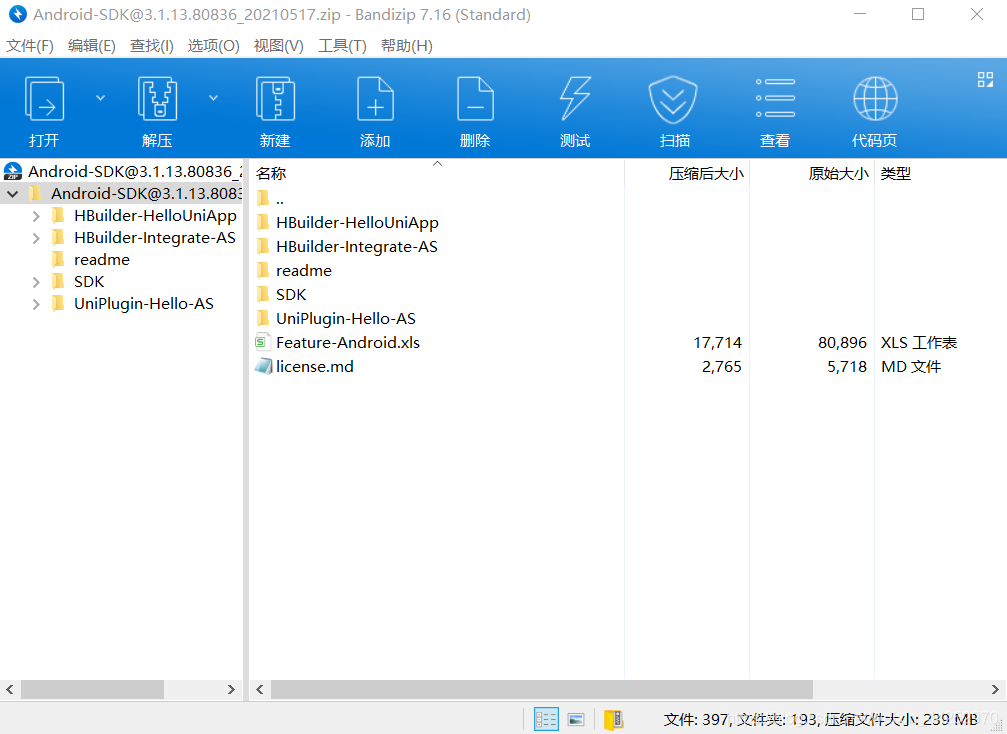 Android-SDK@3.1.13.80836_20210517.zip - Bandizip 7.16 (Standard)
文件(F) 编辑(E) 查找(I) 选项(O) 视图(V) 工具(T) 帮助(H)
打开 解压 新建 添加 删除 测试 扫描 查看 代码页
Android-SDK@3.1.13.80836_2
Android-SDK@3.1.13.8083
HBuilder-HelloUniApp
HBuilder-Integrate-AS
readme
SDK
UniPlugin-Hello-AS
名称 压缩后大小 原始大小 类型
..
HBuilder-HelloUniApp
HBuilder-Integrate-AS
readme
SDK
UniPlugin-Hello-AS
Feature-Android.xls 17,714 80,896 XLS 工作表
license.md 2,765 5,718 MD 文件
文件: 397, 文件夹: 193, 压缩文件大小: 239 MB